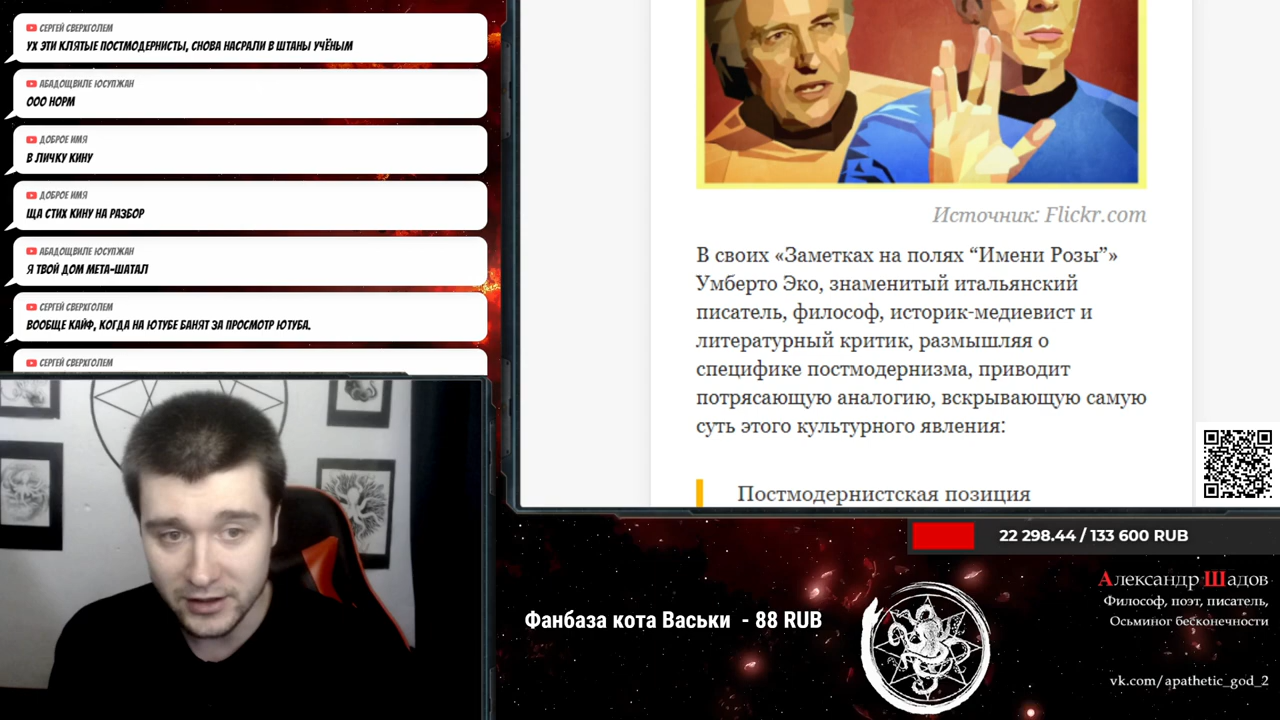 СЕРГЕЙ СВЕРХГОЛЕМ
УХ ЭТИ КЛЯТЫЕ ПОСТМОДЕРНИСТЫ, СНОВА НАСРАЛИ В ШТАНЫ УЧЁНЫМ
АБАДОЩВИЛЕ ЮСУПЖАН
ООО НОРМ
ДОБРОЕ ИМЯ
В ЛИЧКУ КИНУ
ДОБРОЕ ИМЯ
ЩА СТИХ КИНУ НА РАЗБОР
АБАДОЩВИЛЕ ЮСУПЖАН
Я ТВОЙ ДОМ МЕТА-ШАТАЛ
СЕРГЕЙ СВЕРХГОЛЕМ
ВООБЩЕ КАЙФ, КОГДА НА ЮТУБЕ БАНЯТ ЗА ПРОСМОТР ЮТУБА.
СЕРГЕЙ СВЕРХГОЛЕМ
Источник: Flickr.com
В своих «Заметках на полях “Имени Розы”»
Умберто Эко, знаменитый итальянский
писатель, философ, историк-медиевист и
литературный критик, размышляя о
специфике постмодернизма, приводит
потрясающую аналогию, вскрывающую самую
суть этого культурного явления:
Постмодернистская позиция
22 298.44 / 133 600 RUB
Фанбаза кота Васьки - 88 RUB
Александр Шадов
Философ, поэт, писатель,
Осьминог бесконечности
vk.com/apathetic_god_2